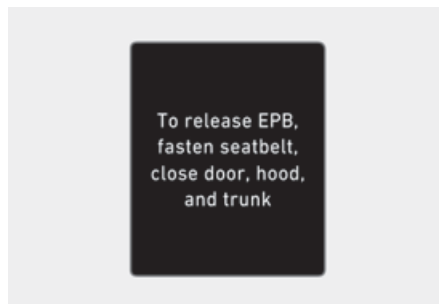 To release EPB,
fasten seatbelt,
close door, hood,
and trunk